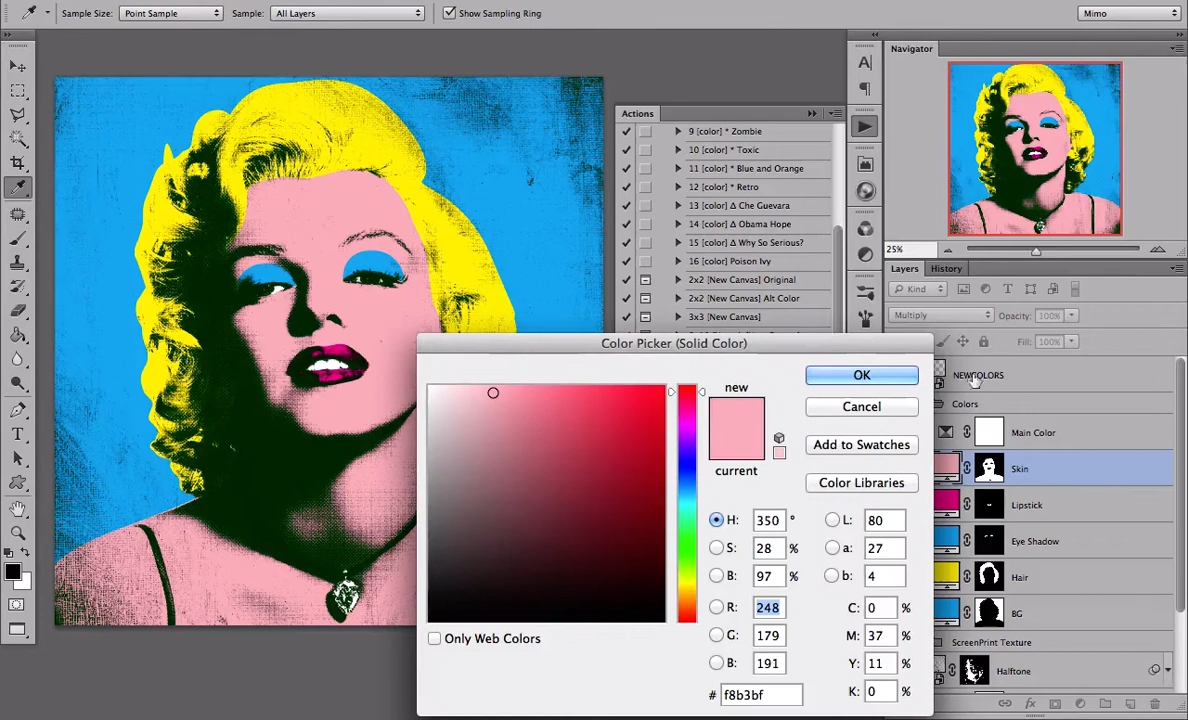 Sample Size: Point Sample Sample: All Layers Show Sampling Ring Mimo
Navigator
25%
Actions
9 [color] * Zombie
10 [color] * Toxic
11 [color] * Blue and Orange
12 [color] * Retro
13 [color] ∆ Che Guevara
14 [color] ∆ Obama Hope
15 [color] ∆ Why So Serious?
16 [color] Poison Ivy
2x2 [New Canvas] Original
2x2 [New Canvas] Alt Color
3x3 [New Canvas]
Layers History
Kind
Multiply Opacity: 100%
Fill: 100%
NEW COLORS
Colors
Main Color
Skin
Lipstick
Eye Shadow
Hair
BG
ScreenPrint Texture
Halftone
Color Picker (Solid Color)
new
current
OK
Cancel
Add to Swatches
Color Libraries
H: 350 ° L: 80
S: 28 % a: 27
B: 97 % b: 4
R: 248 C: 0 %
G: 179 M: 37 %
B: 191 Y: 11 %
# f8b3bf K: 0 %
Only Web Colors